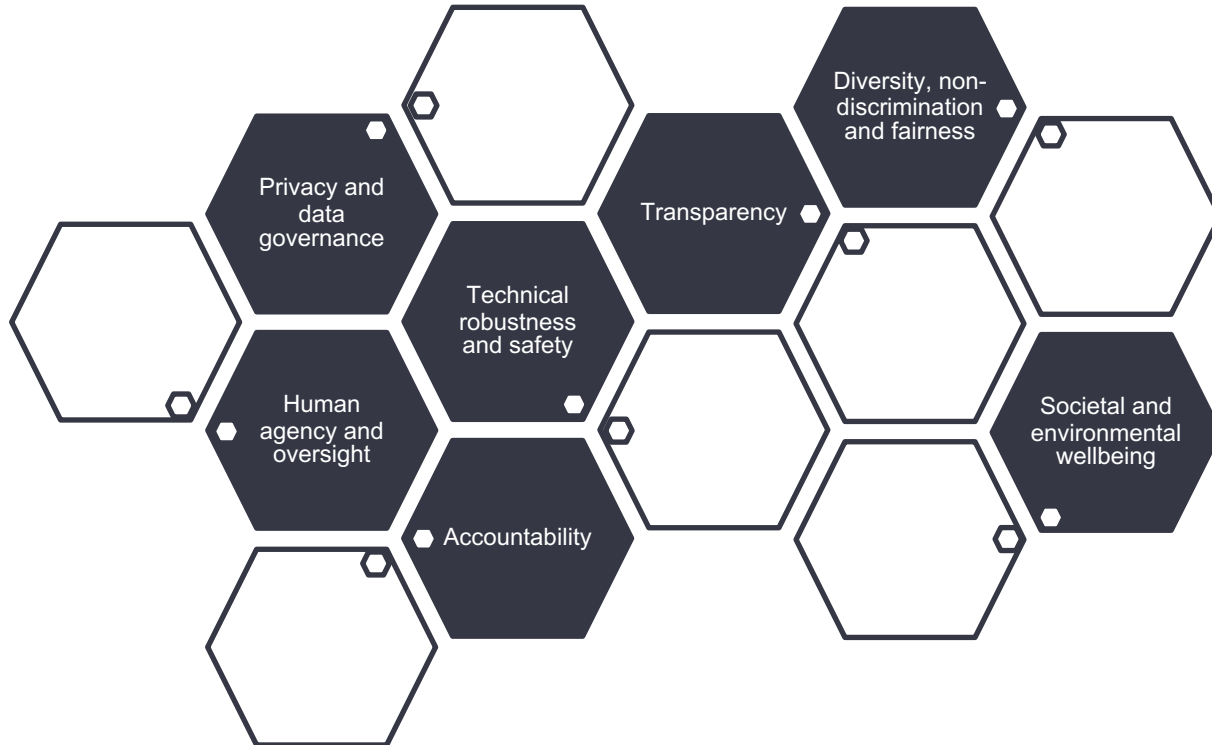 Diversity, non-
discrimination
and fairness
Privacy and
data
governance
Transparency
Technical
robustness
and safety
Human
agency and
oversight
Societal and
environmental
wellbeing
Accountability